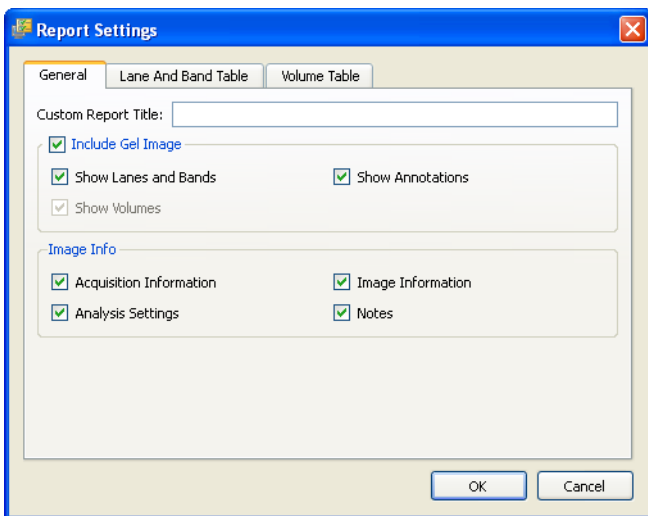 Report Settings
General Lane And Band Table Volume Table
Custom Report Title:
Include Gel Image
Show Lanes and Bands Show Annotations
Show Volumes
Image Info
Acquisition Information Image Information
Analysis Settings Notes
OK Cancel